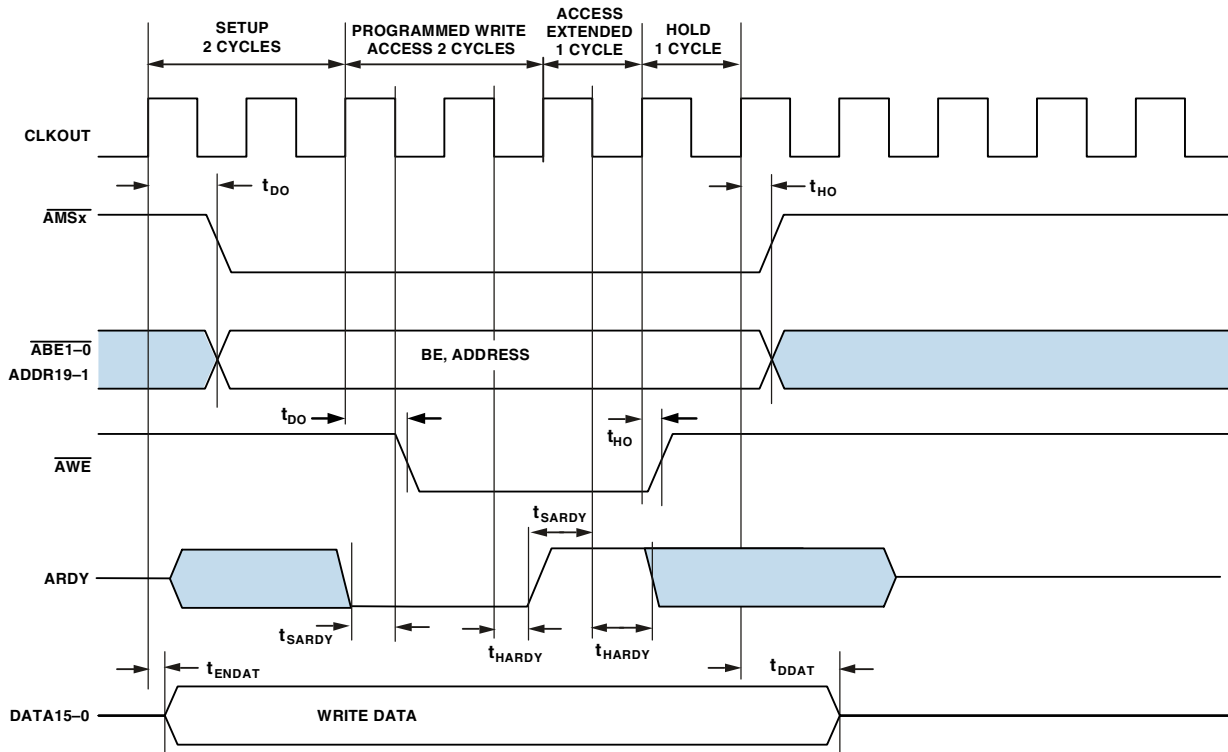 SETUP
2 CYCLES
PROGRAMMED WRITE
ACCESS 2 CYCLES
ACCESS
EXTENDED
1 CYCLE
HOLD
1 CYCLE
CLKOUT
tDO
tHO
AMSx
ABE1–0
ADDR19–1
BE, ADDRESS
tDO
tHO
AWE
tSARDY
ARDY
tSARDY
tHARDY
tHARDY
tENDAT
tDDAT
DATA15–0
WRITE DATA